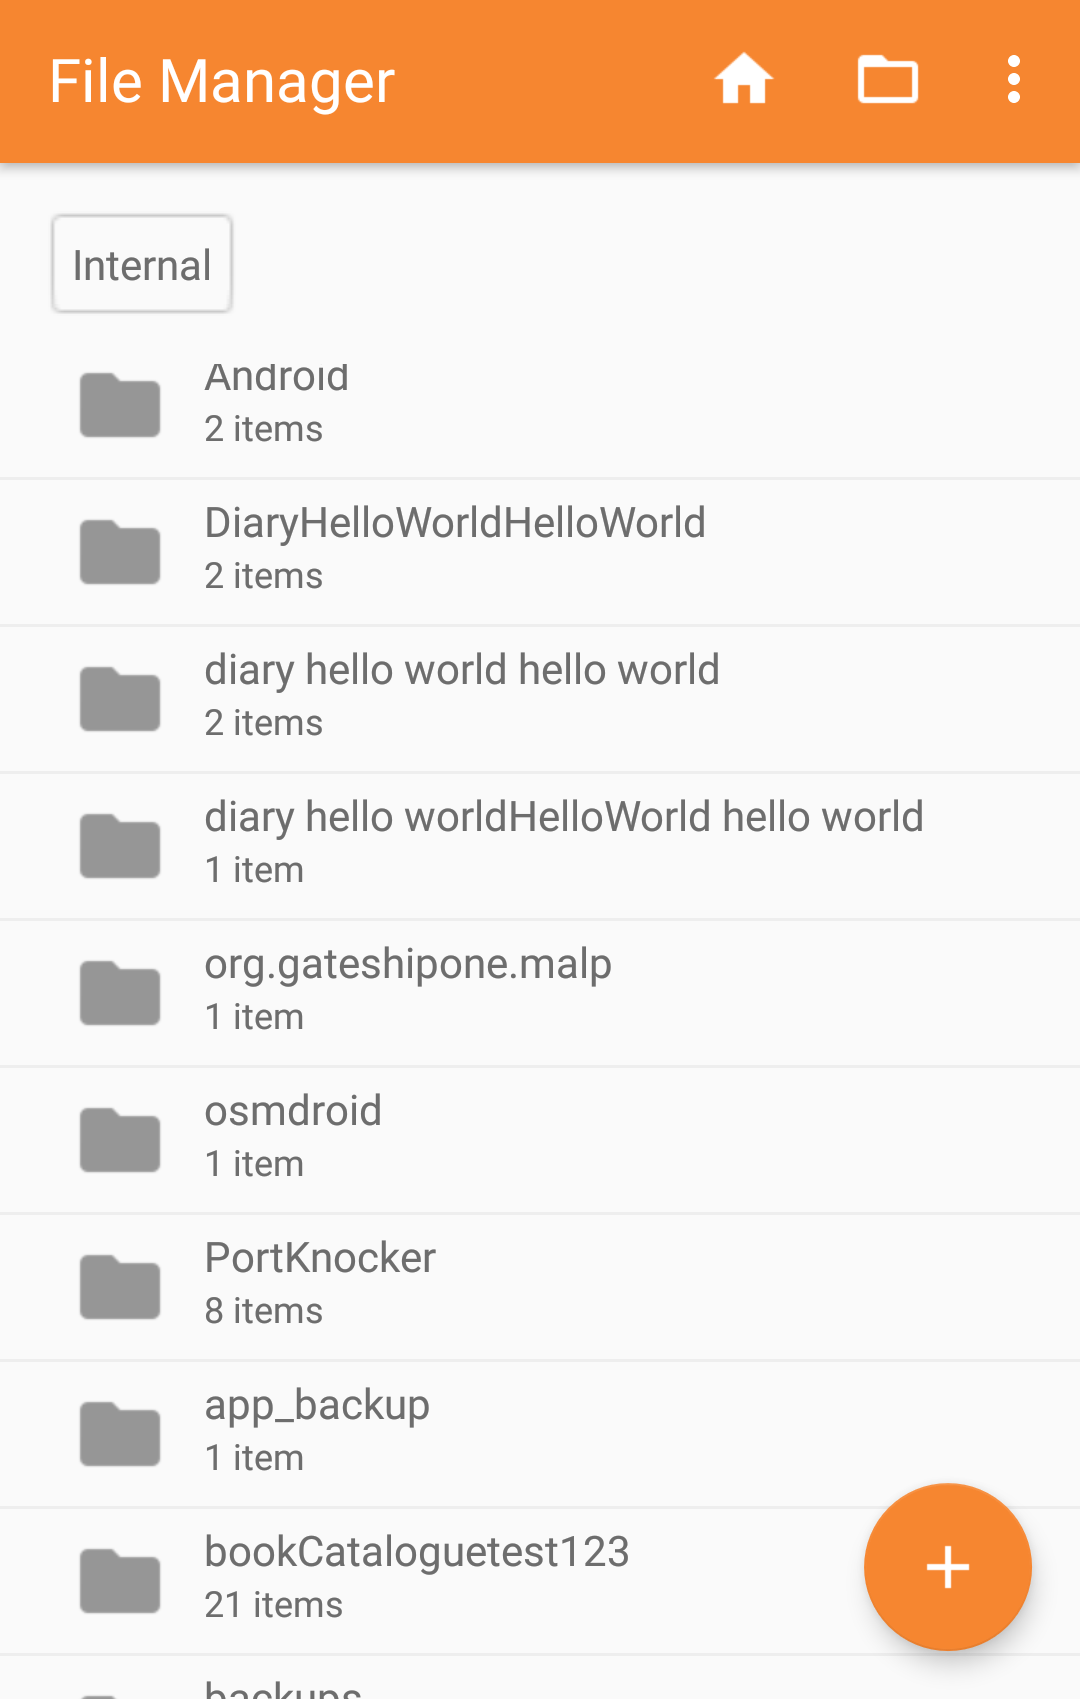 File Manager
Internal
Android
2 items
DiaryHelloWorldHelloWorld
2 items
diary hello world hello world
2 items
diary hello worldHelloWorld hello world
1 item
org.gateshipone.malp
1 item
osmdroid
1 item
PortKnocker
8 items
app_backup
1 item
bookCataloguetest123
21 items
backups